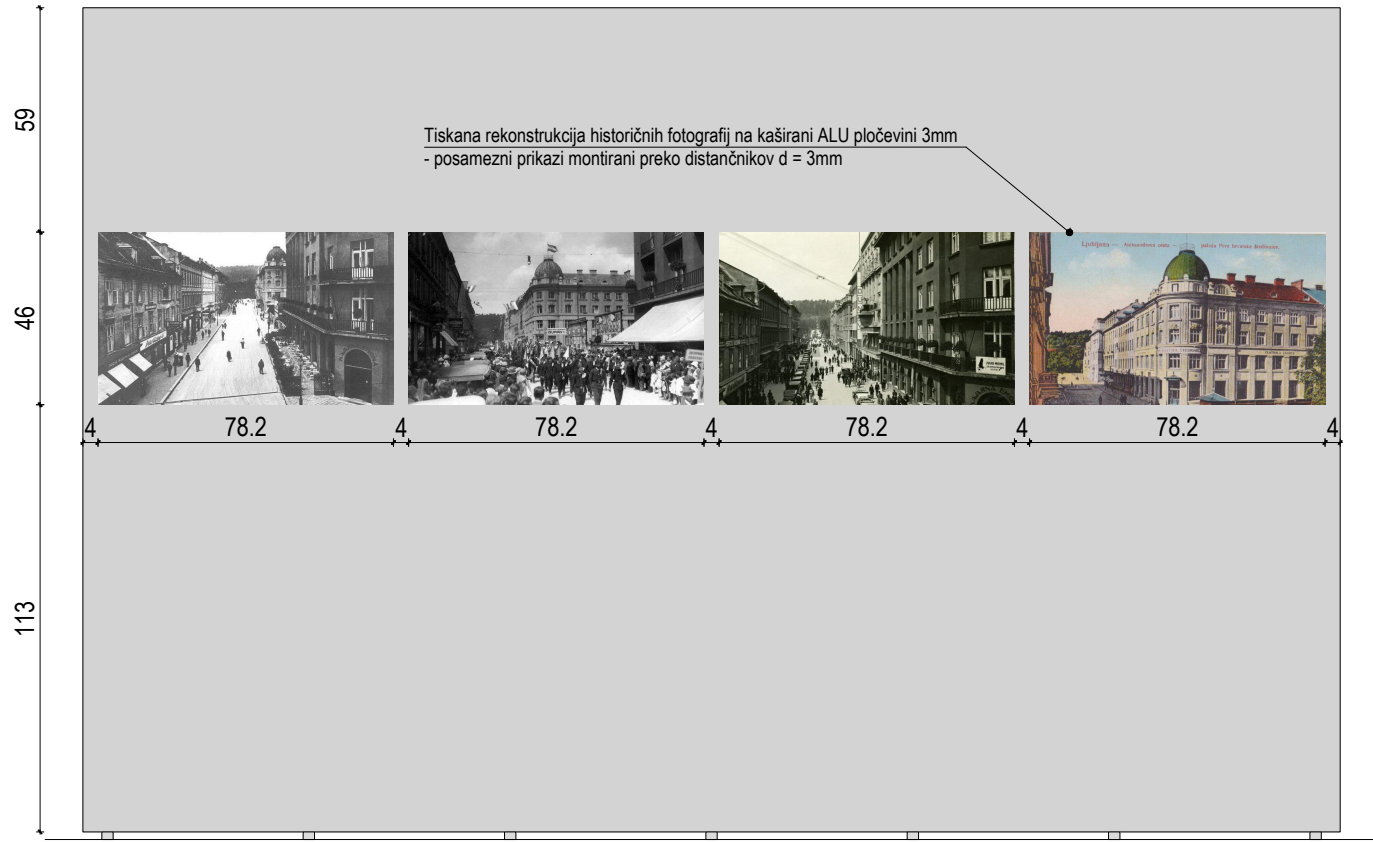 59
Tiskana rekonstrukcija historičnih fotografij na kaširani ALU pločevini 3mm
- posamezni prikazi montirani preko distančnikov d = 3mm
Ljubljana
46
4 78.2 4 78.2 4 78.2 4 78.2 4
113